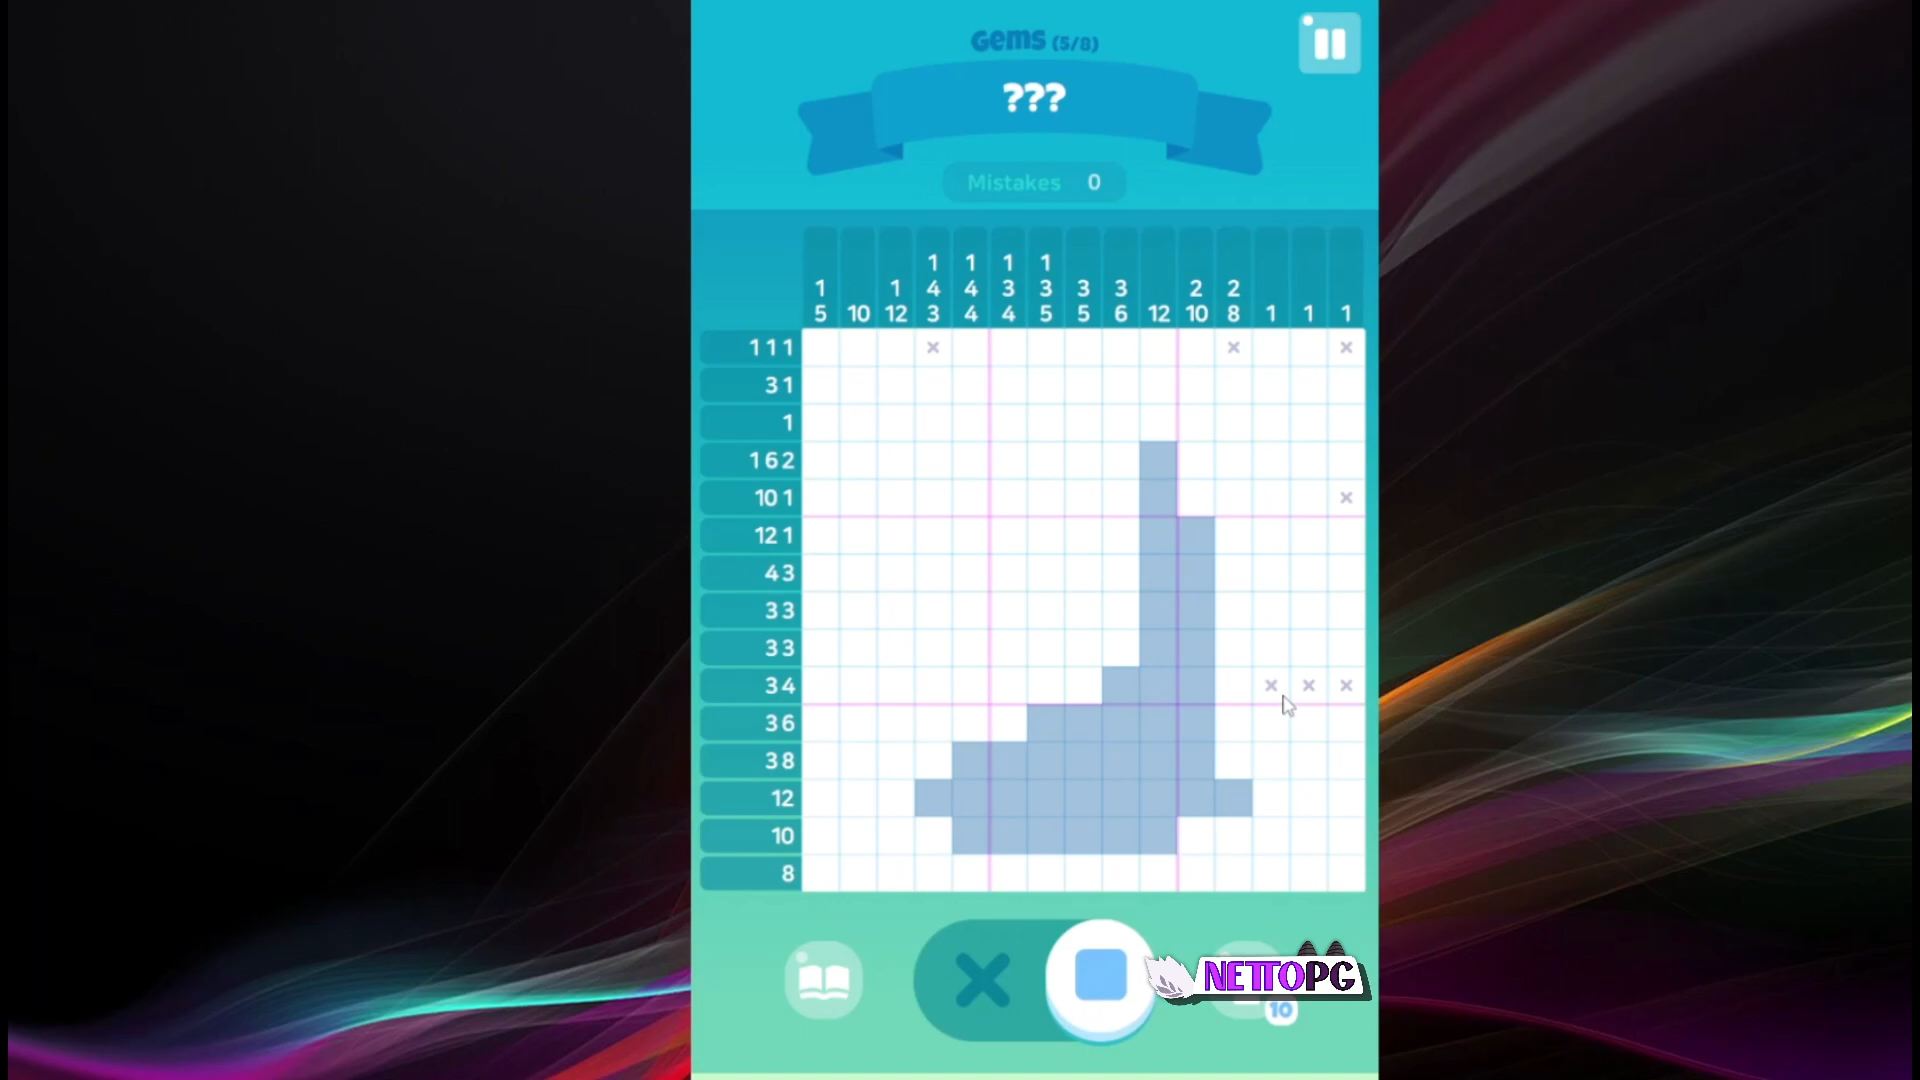 Gems (5/8)
???
Mistakes 0
1 1 1 1
1 4 4 3 3 3 3 2 2
5 10 12 3 4 4 5 5 6 12 10 8 1 1 1
1 1 1
3 1
1
1 6 2
10 1
12 1
4 3
3 3
3 3
3 4
3 6
3 8
12
10
8
NETTOPG
10